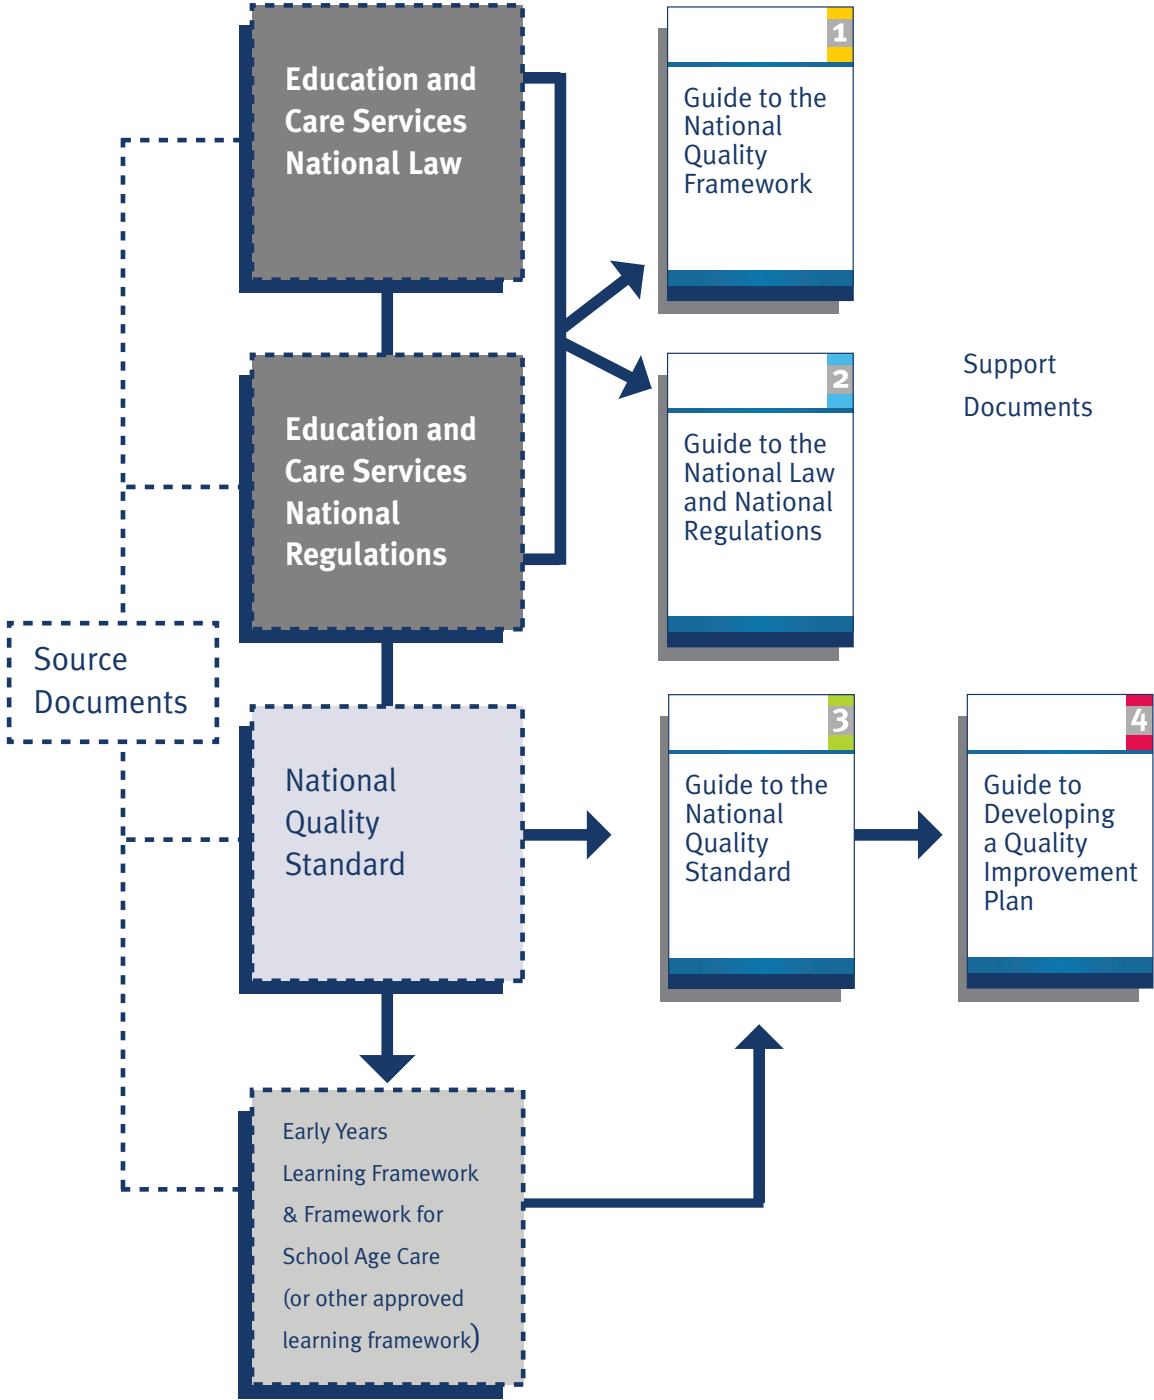 Education and
Care Services
National Law
1
Guide to the
National
Quality
Framework
Education and
Care Services
National
Regulations
2
Guide to the
National Law
and National
Regulations
Support
Documents
Source
Documents
National
Quality
Standard
3
Guide to the
National
Quality
Standard
4
Guide to
Developing
a Quality
Improvement
Plan
Early Years
Learning Framework
& Framework for
School Age Care
(or other approved
learning framework)